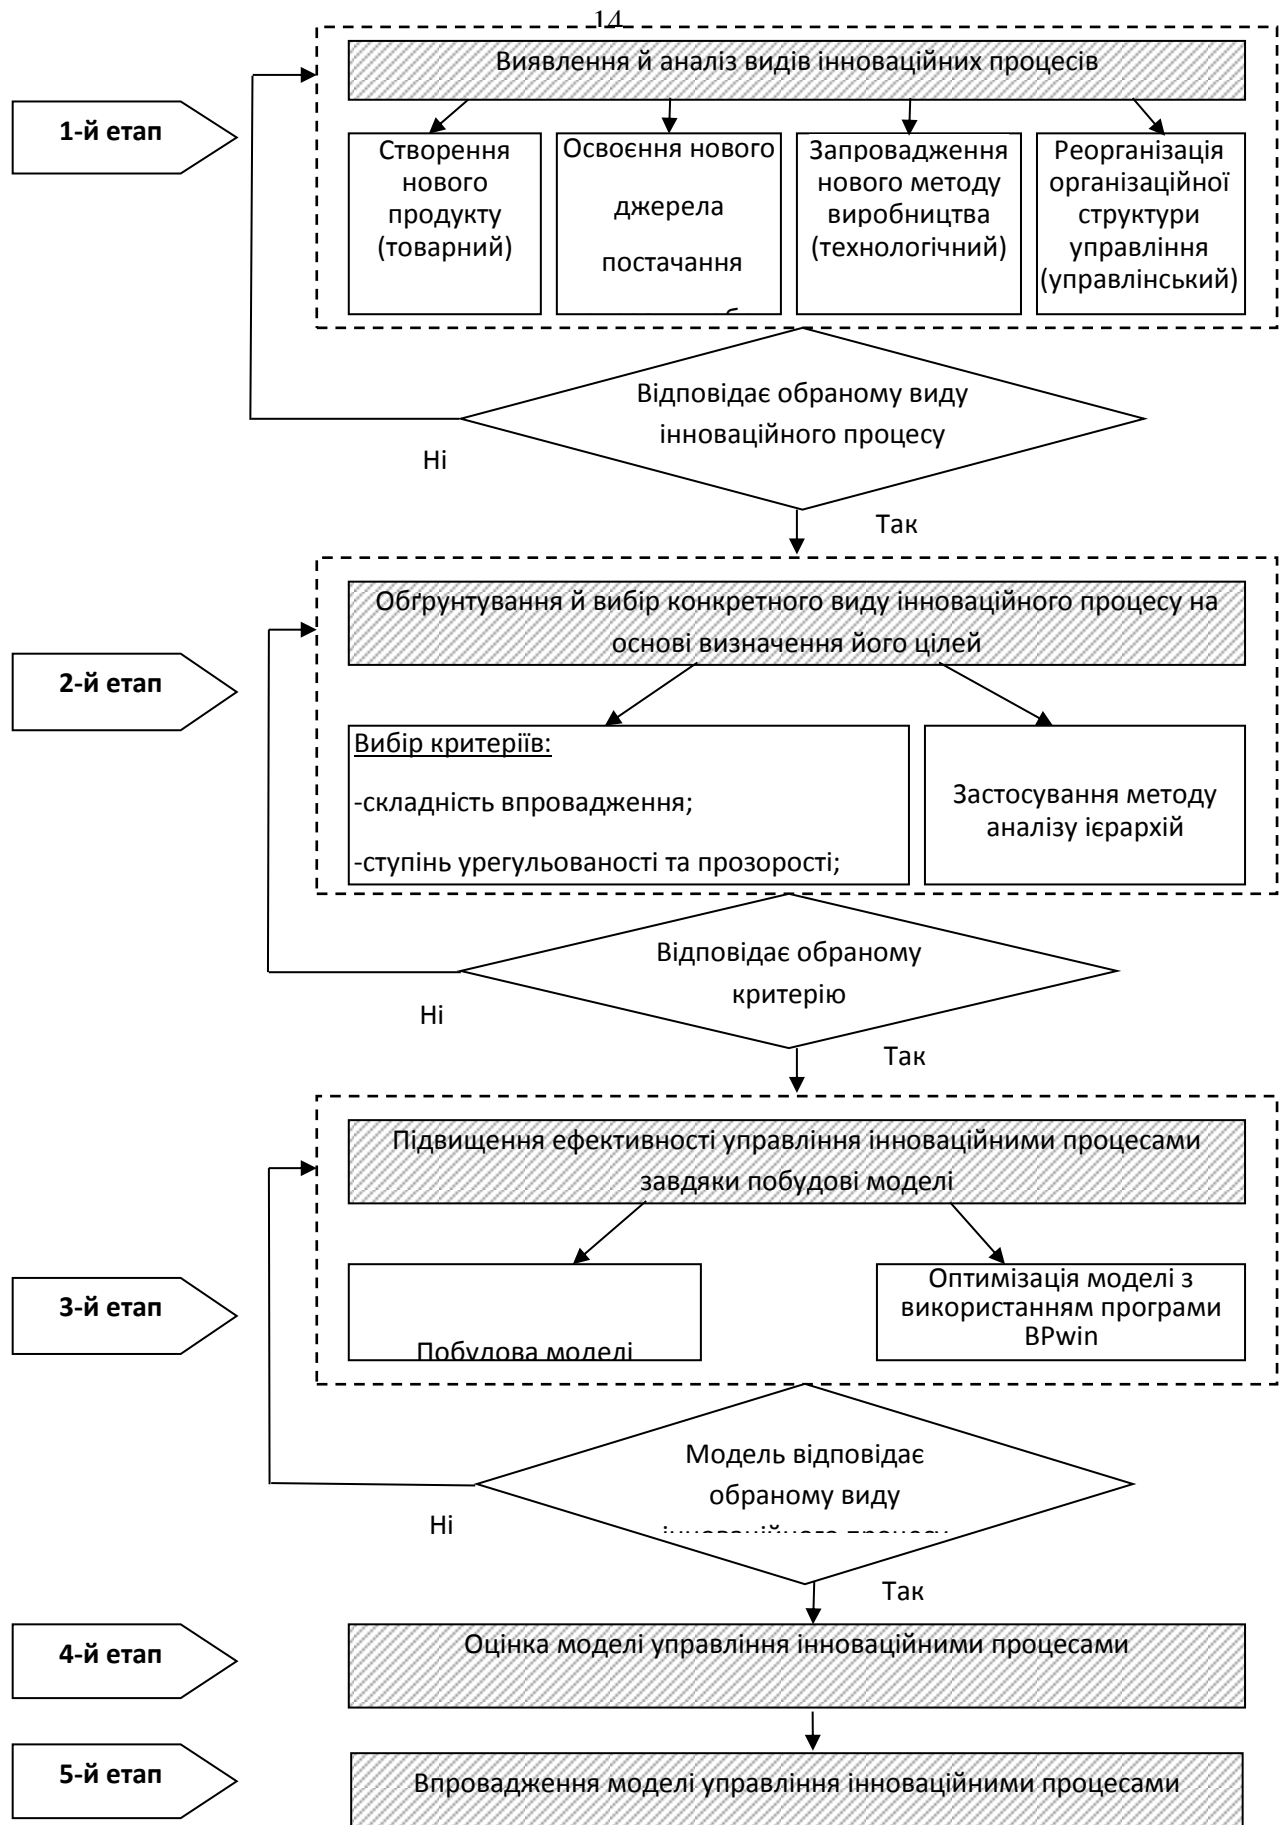 14
Виявлення й аналіз видів інноваційних процесів
1-й етап
Створення
нового
продукту
(товарний)
Освоєння нового
джерела
постачання
Запровадження
нового методу
виробництва
(технологічний)
Реорганізація
організаційної
структури
управління
(управлінський)
Відповідає обраному виду
інноваційного процесу
Ні
Так
Обґрунтування й вибір конкретного виду інноваційного процесу на
основі визначення його цілей
2-й етап
Вибір критеріїв:
-складність впровадження;
-ступінь урегульованості та прозорості;
Застосування методу
аналізу ієрархій
Відповідає обраному
критерію
Ні
Так
Підвищення ефективності управління інноваційними процесами
завдяки побудові моделі
3-й етап
Побудова моделі
Оптимізація моделі з
використанням програми
BPwin
Модель відповідає
обраному виду
інноваційного процесу
Ні
Так
4-й етап
Оцінка моделі управління інноваційними процесами
5-й етап
Впровадження моделі управління інноваційними процесами